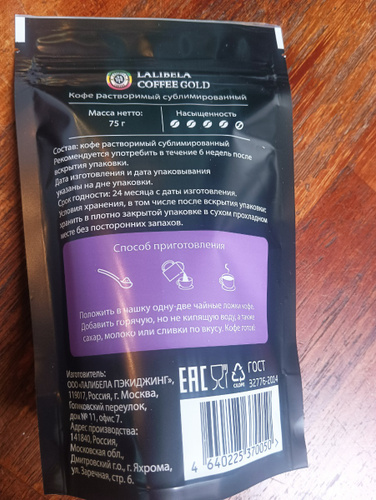 LALIBELA
COFFEE GOLD
Кофе растворимый сублимированный
Масса нетто:
75 г
Насыщенность
Состав: кофе растворимый сублимированный
Рекомендуется употребить в течение 6 недель после
вскрытия упаковки.
Дата изготовления и дата упаковывания
указаны на дне упаковки.
Срок годности: 24 месяца с даты изготовления.
Условия хранения, в том числе после вскрытия упаковки:
хранить в плотно закрытой упаковке в сухом прохладном
месте без посторонних запахов.
Способ приготовления
Положить в чашку одну-две чайные ложки кофе.
Добавить горячую, но не кипящую воду, а также
сахар, молоко или сливки по вкусу. Кофе готов!
Изготовитель:
ООО «ЛАЛИБЕЛА ПЭКИДЖИНГ»,
119017, Россия, г. Москва,
Голиковский переулок,
дом № 11, офис 7.
Адрес производства:
141840, Россия,
Московская обл.,
Дмитровский г.о., г. Яхрома,
ул. Заречная, стр. 6.
EAC
ГОСТ
32776-2014
4 640225 370050 >